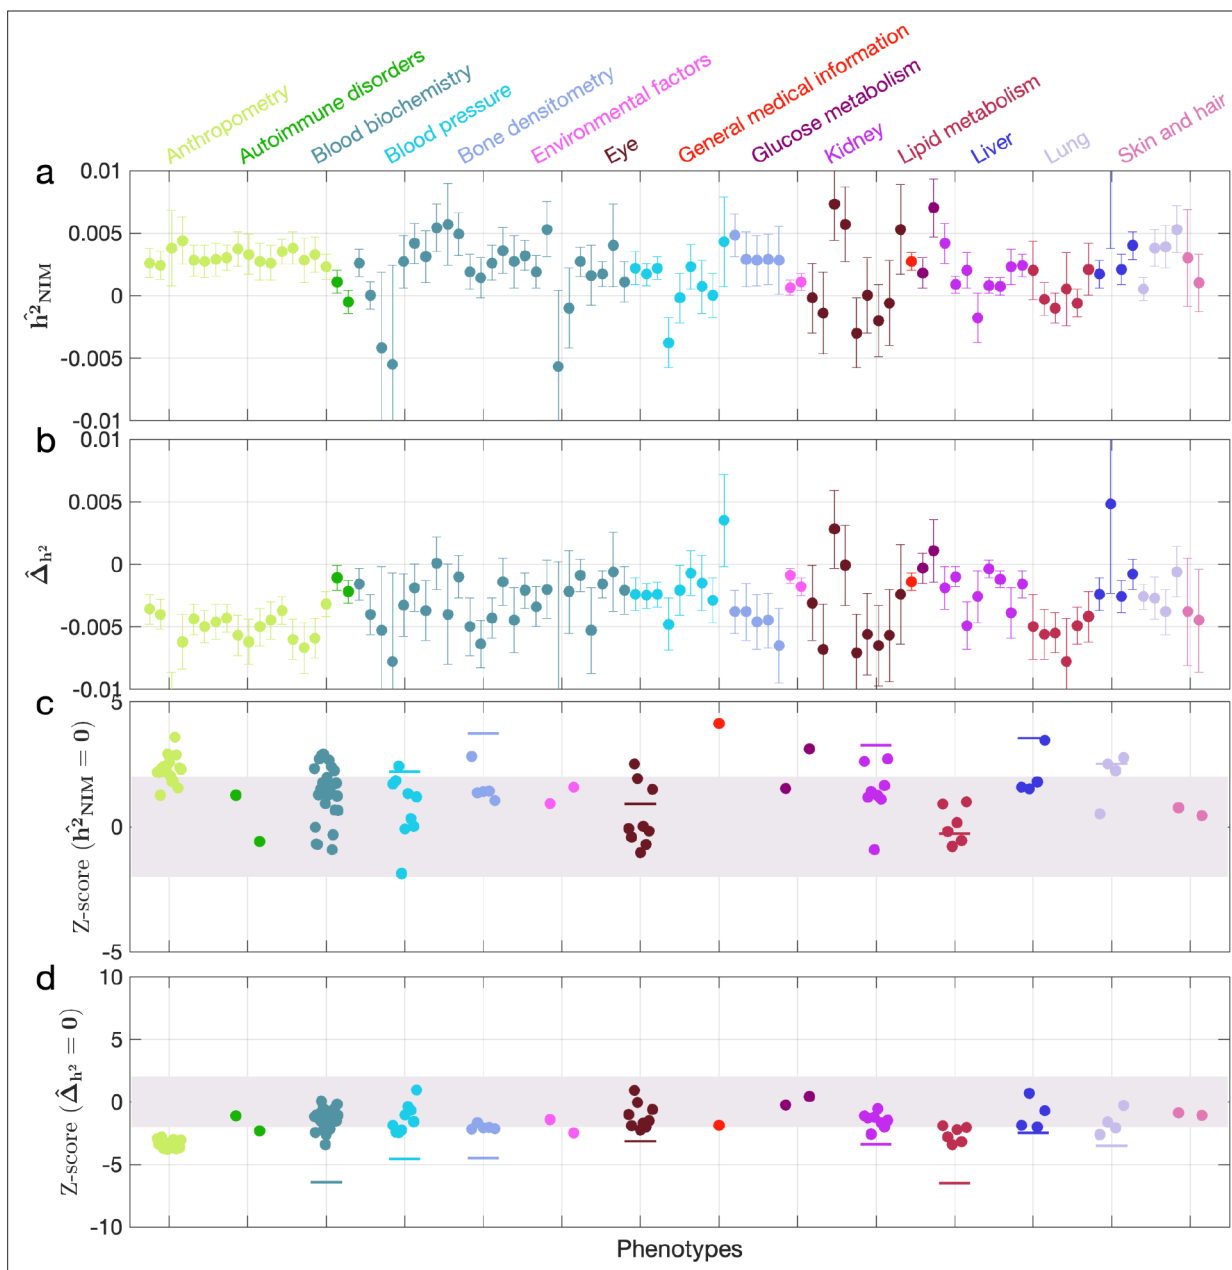 Anthropometry
Autoimmune disorders
Blood biochemistry
Blood pressure
Bone densitometry
Environmental factors
Eye
General medical information
Glucose metabolism
Kidney
Lipid metabolism
Liver
Lung
Skin and hair
a
0.01
0.005
0
-0.005
-0.01
ĥ²NIM
b
0.01
0.005
0
-0.005
-0.01
Δ̂h²
c
5
0
-5
Z-score (ĥ²NIM = 0)
d
10
5
0
-5
-10
Z-score (Δ̂h² = 0)
Phenotypes